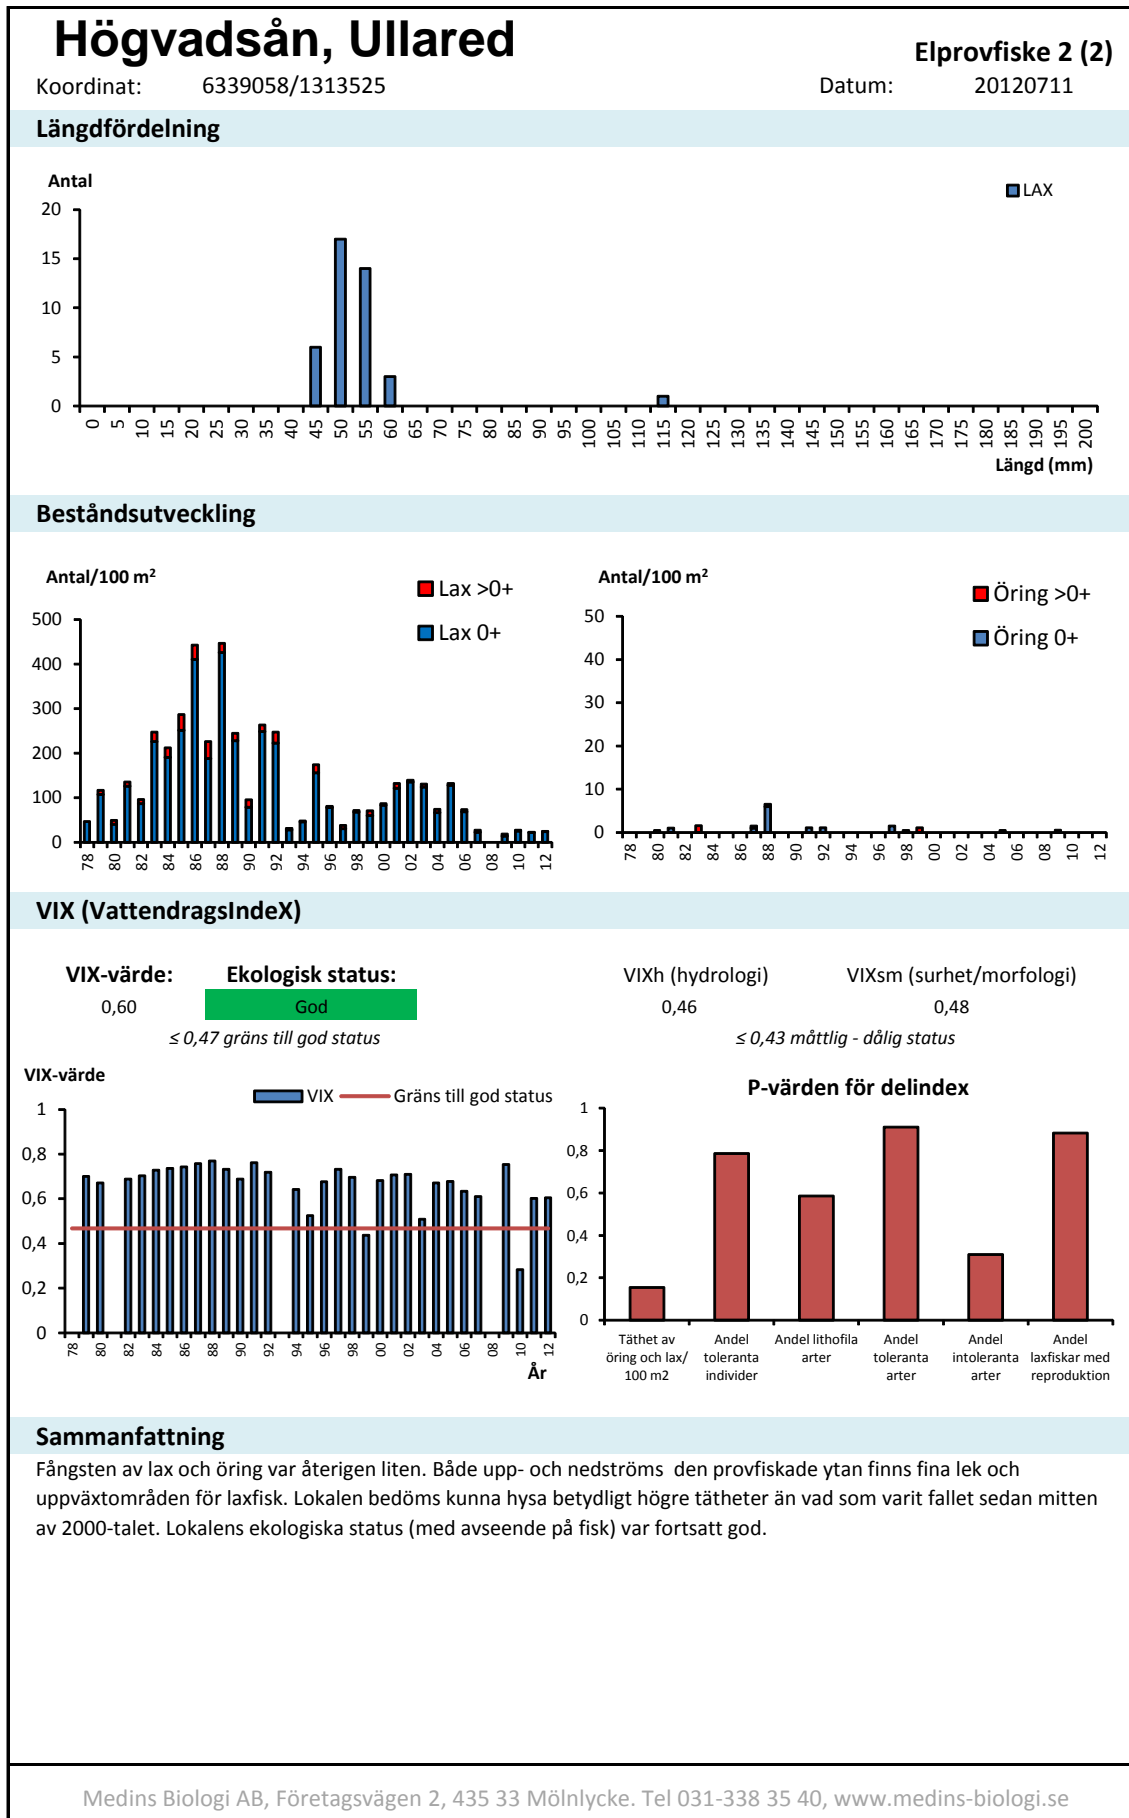 Högvadsån, Ullared
Elprovfiske 2 (2)
Koordinat: 6339058/1313525 Datum: 20120711
Längdfördelning
Antal
LAX
20
15
10
5
0
0 5 10 15 20 25 30 35 40 45 50 55 60 65 70 75 80 85 90 95 100 105 110 115 120 125 130 135 140 145 150 155 160 165 170 175 180 185 190 195 200
Längd (mm)
Beståndsutveckling
Antal/100 m²
Lax >0+
Lax 0+
500
400
300
200
100
0
78 80 82 84 86 88 90 92 94 96 98 00 02 04 06 08 10 12
Antal/100 m²
Öring >0+
Öring 0+
50
40
30
20
10
0
78 80 82 84 86 88 90 92 94 96 98 00 02 04 06 08 10 12
VIX (VattendragsIndeX)
VIX-värde: Ekologisk status:
0,60 God
≤ 0,47 gräns till god status
VIXh (hydrologi) VIXsm (surhet/morfologi)
0,46 0,48
≤ 0,43 måttlig - dålig status
VIX-värde
VIX Gräns till god status
1
0,8
0,6
0,4
0,2
0
78 80 82 84 86 88 90 92 94 96 98 00 02 04 06 08 10 12
År
P-värden för delindex
1
0,8
0,6
0,4
0,2
0
Täthet av öring och lax/ 100 m2
Andel toleranta individer
Andel lithofila arter
Andel toleranta arter
Andel intoleranta arter
Andel laxfiskar med reproduktion
Sammanfattning
Fångsten av lax och öring var återigen liten. Både upp- och nedströms den provfiskade ytan finns fina lek och
uppväxtområden för laxfisk. Lokalen bedöms kunna hysa betydligt högre tätheter än vad som varit fallet sedan mitten
av 2000-talet. Lokalens ekologiska status (med avseende på fisk) var fortsatt god.
Medins Biologi AB, Företagsvägen 2, 435 33 Mölnlycke. Tel 031-338 35 40, www.medins-biologi.se